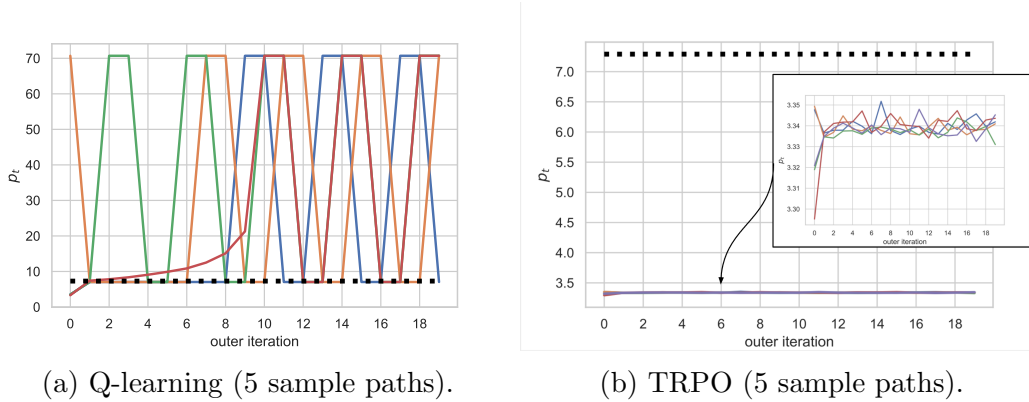 70
60
50
40
30
20
10
0
p_t
0 2 4 6 8 10 12 14 16 18
outer iteration
(a) Q-learning (5 sample paths).
7.0
6.5
6.0
5.5
5.0
4.5
4.0
3.5
p_t
0 2 4 6 8 10 12 14 16 18
outer iteration
3.35
3.34
3.33
3.32
3.31
3.30
p_t
0 2 4 6 8 10 12 14 16 18
outer iteration
(b) TRPO (5 sample paths).